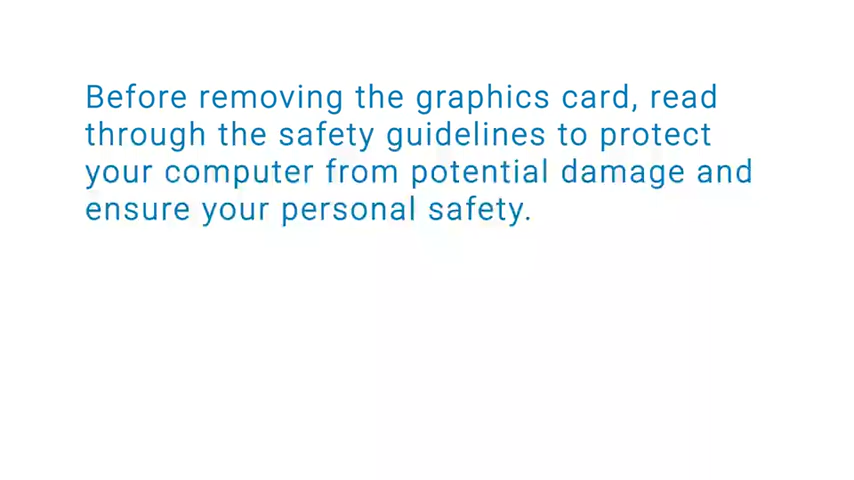 Before removing the graphics card, read
through the safety guidelines to protect
your computer from potential damage and
ensure your personal safety.